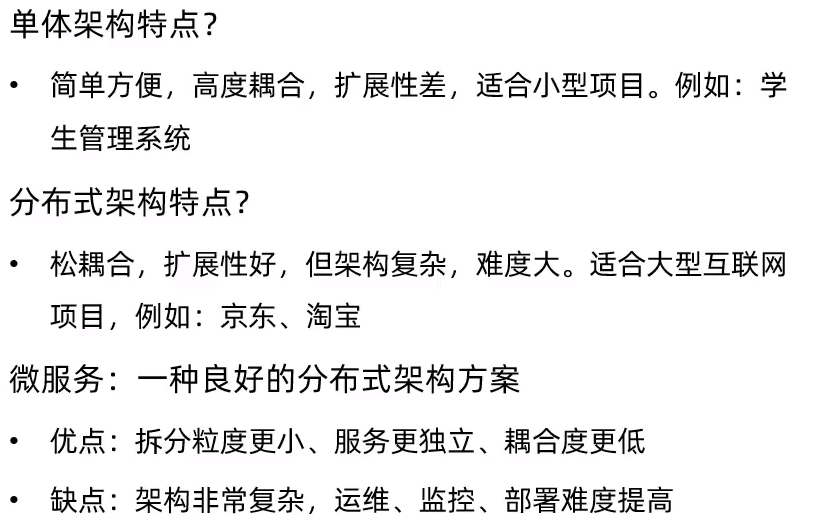 单体架构特点？
• 简单方便，高度耦合，扩展性差，适合小型项目。例如：学
生管理系统
分布式架构特点？
• 松耦合，扩展性好，但架构复杂，难度大。适合大型互联网
项目，例如：京东、淘宝
微服务：一种良好的分布式架构方案
• 优点：拆分粒度更小、服务更独立、耦合度更低
• 缺点：架构非常复杂，运维、监控、部署难度提高